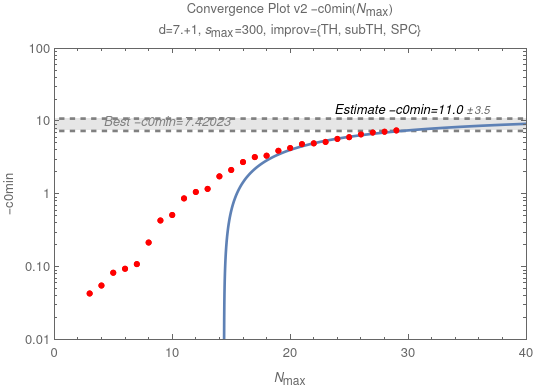 Convergence Plot v2 −c0min(Nmax)
d=7.+1, smax=300, improv={TH, subTH, SPC}
100
Estimate −c0min=11.0 ±3.5
Best −c0min=7.42023
10
−c0min
1
0.10
0.01
0 10 20 30 40
Nmax